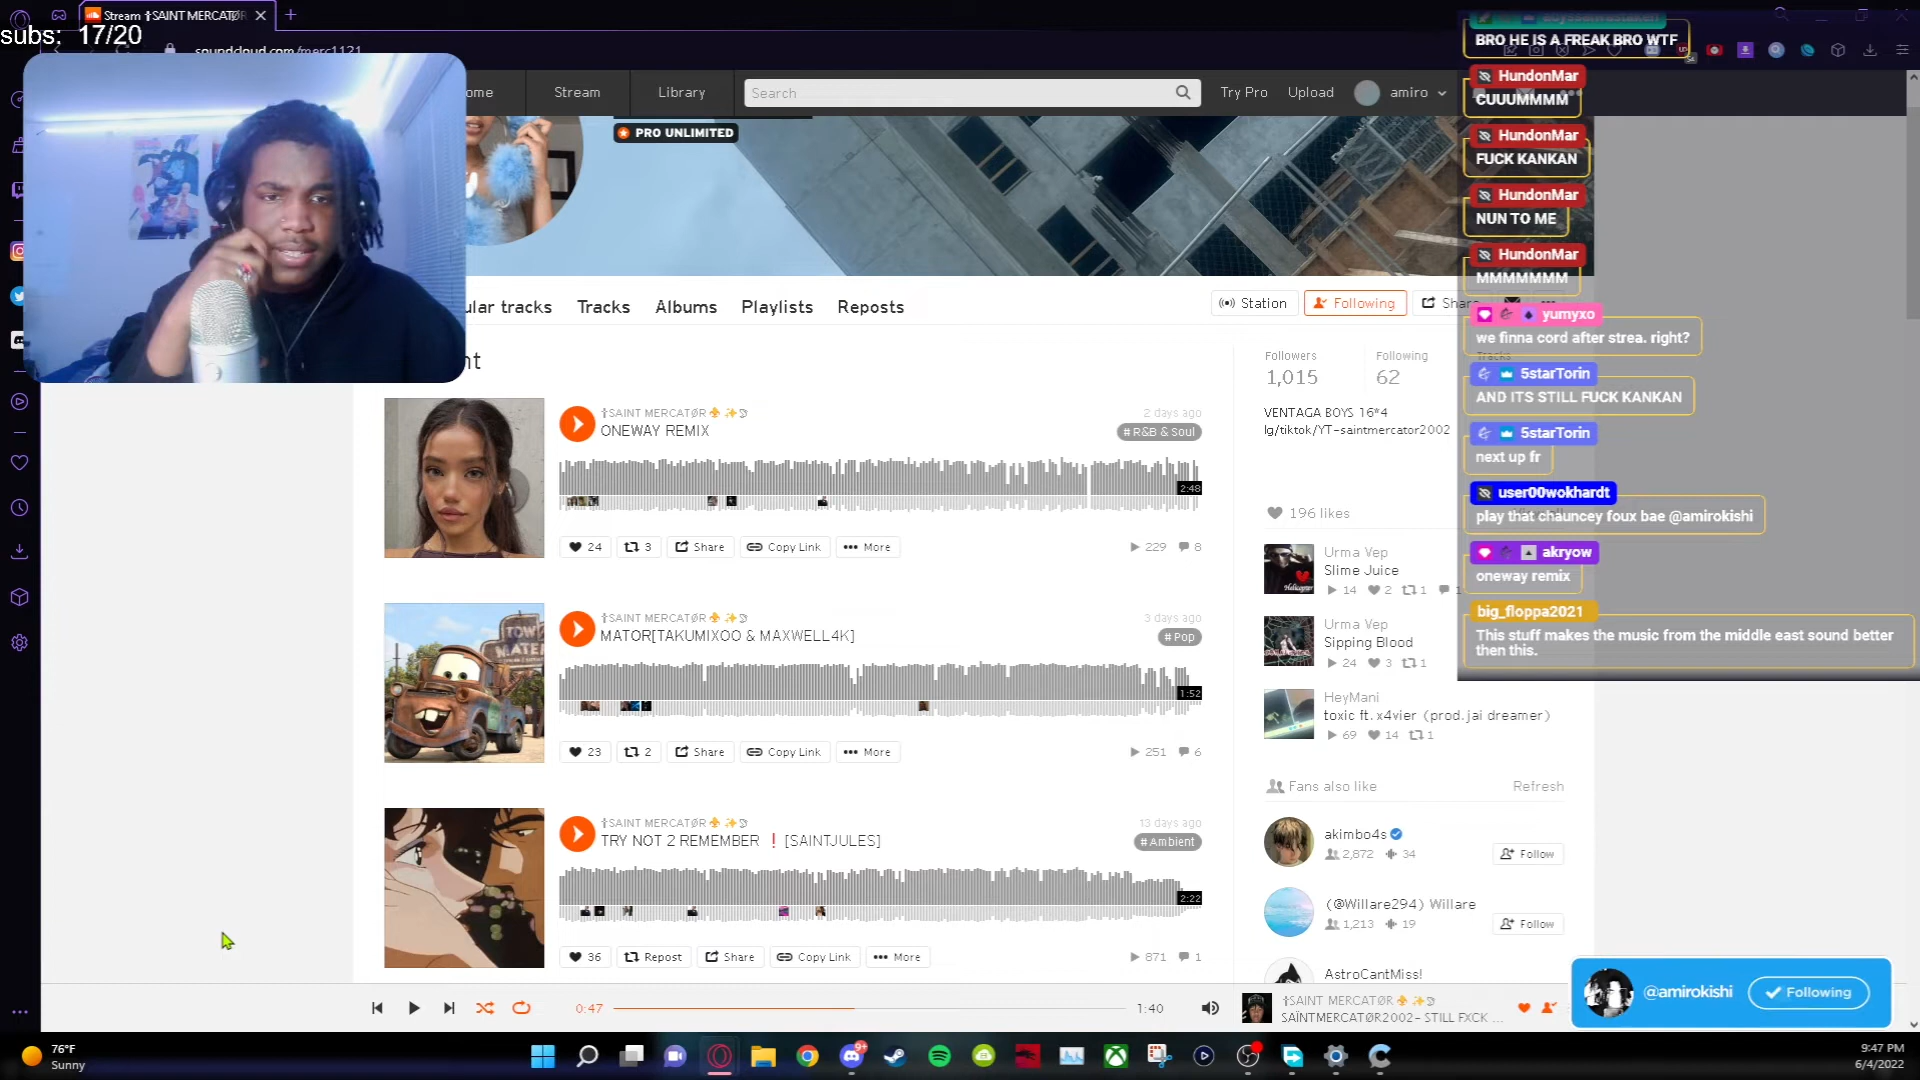 Stream †SAINT MERCATØR
subs: 17/20
soundcloud.com/merc1121
Stream
Library
Search
Try Pro
Upload
amiro
PRO UNLIMITED
Tracks
Albums
Playlists
Reposts
Station
Following
Followers
1,015
Following
62
Tracks
VENTAGA BOYS 16*4
Ig/tiktok/YT-saintmercator2002
†SAINT MERCATØR
ONEWAY REMIX
2 days ago
# R&B & Soul
2:48
24
3
Share
Copy Link
More
229
8
†SAINT MERCATØR
MATOR[TAKUMIXOO & MAXWELL4K]
3 days ago
# Pop
2
1:52
23
2
Share
Copy Link
More
251
6
†SAINT MERCATØR
TRY NOT 2 REMEMBER ❗ [SAINTJULES]
13 days ago
# Ambient
2:22
36
Repost
Share
Copy Link
More
871
1
196 likes
Urma Vep
Slime Juice
14
2
1
1
Urma Vep
Sipping Blood
24
3
1
HeyMani
toxic ft. x4vier (prod.jai dreamer)
69
14
1
Fans also like
Refresh
akimbo4s
2,872
34
Follow
(@Willare294) Willare
1,213
19
Follow
AstroCantMiss!
0:47
1:40
†SAINT MERCATØR
SAÏNTMERCATØR2002- STILL FXCK ...
BRO HE IS A FREAK BRO WTF
HundonMar
CUUUMMMM
HundonMar
FUCK KANKAN
HundonMar
NUN TO ME
HundonMar
MMMMMMM
yumyxo
we finna cord after strea. right?
5starTorin
AND ITS STILL FUCK KANKAN
5starTorin
next up fr
user00wokhardt
play that chauncey foux bae @amirokishi
akryow
oneway remix
big_floppa2021
This stuff makes the music from the middle east sound better
then this.
@amirokishi
Following
76°F
Sunny
9+
9:47 PM
6/4/2022